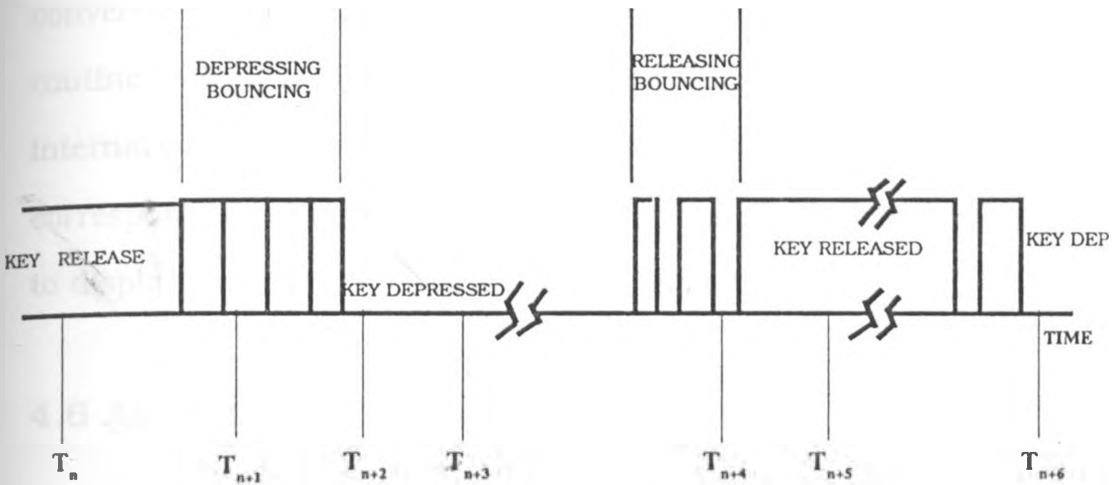 DEPRESSING
BOUNCING
RELEASING
BOUNCING
KEY RELEASE
KEY DEPRESSED
KEY RELEASED
KEY DEP
TIME
Tn
Tn+1
Tn+2
Tn+3
Tn+4
Tn+5
Tn+6